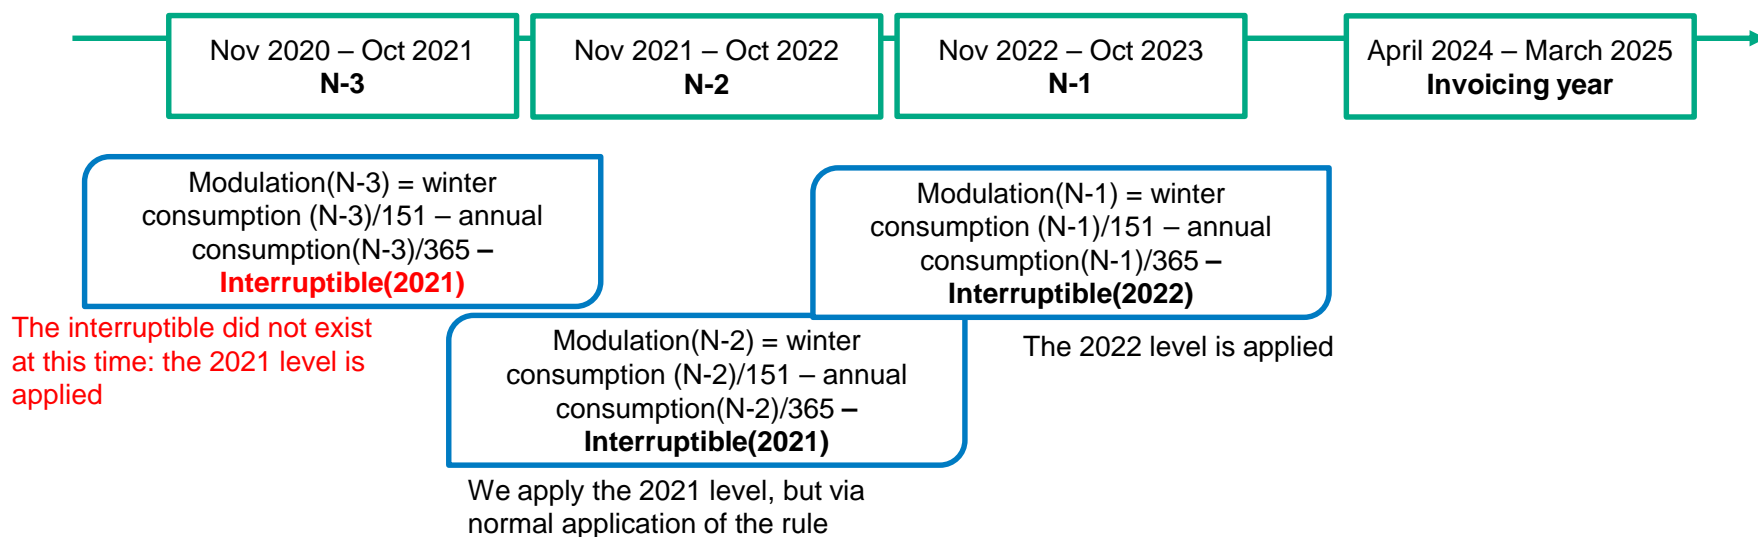 Nov 2020 – Oct 2021
N-3
Nov 2021 – Oct 2022
N-2
Nov 2022 – Oct 2023
N-1
April 2024 – March 2025
Invoicing year
Modulation(N-3) = winter
consumption (N-3)/151 – annual
consumption(N-3)/365 –
Interruptible(2021)
The interruptible did not exist
at this time: the 2021 level is
applied
Modulation(N-2) = winter
consumption (N-2)/151 – annual
consumption(N-2)/365 –
Interruptible(2021)
We apply the 2021 level, but via
normal application of the rule
Modulation(N-1) = winter
consumption (N-1)/151 – annual
consumption(N-1)/365 –
Interruptible(2022)
The 2022 level is applied